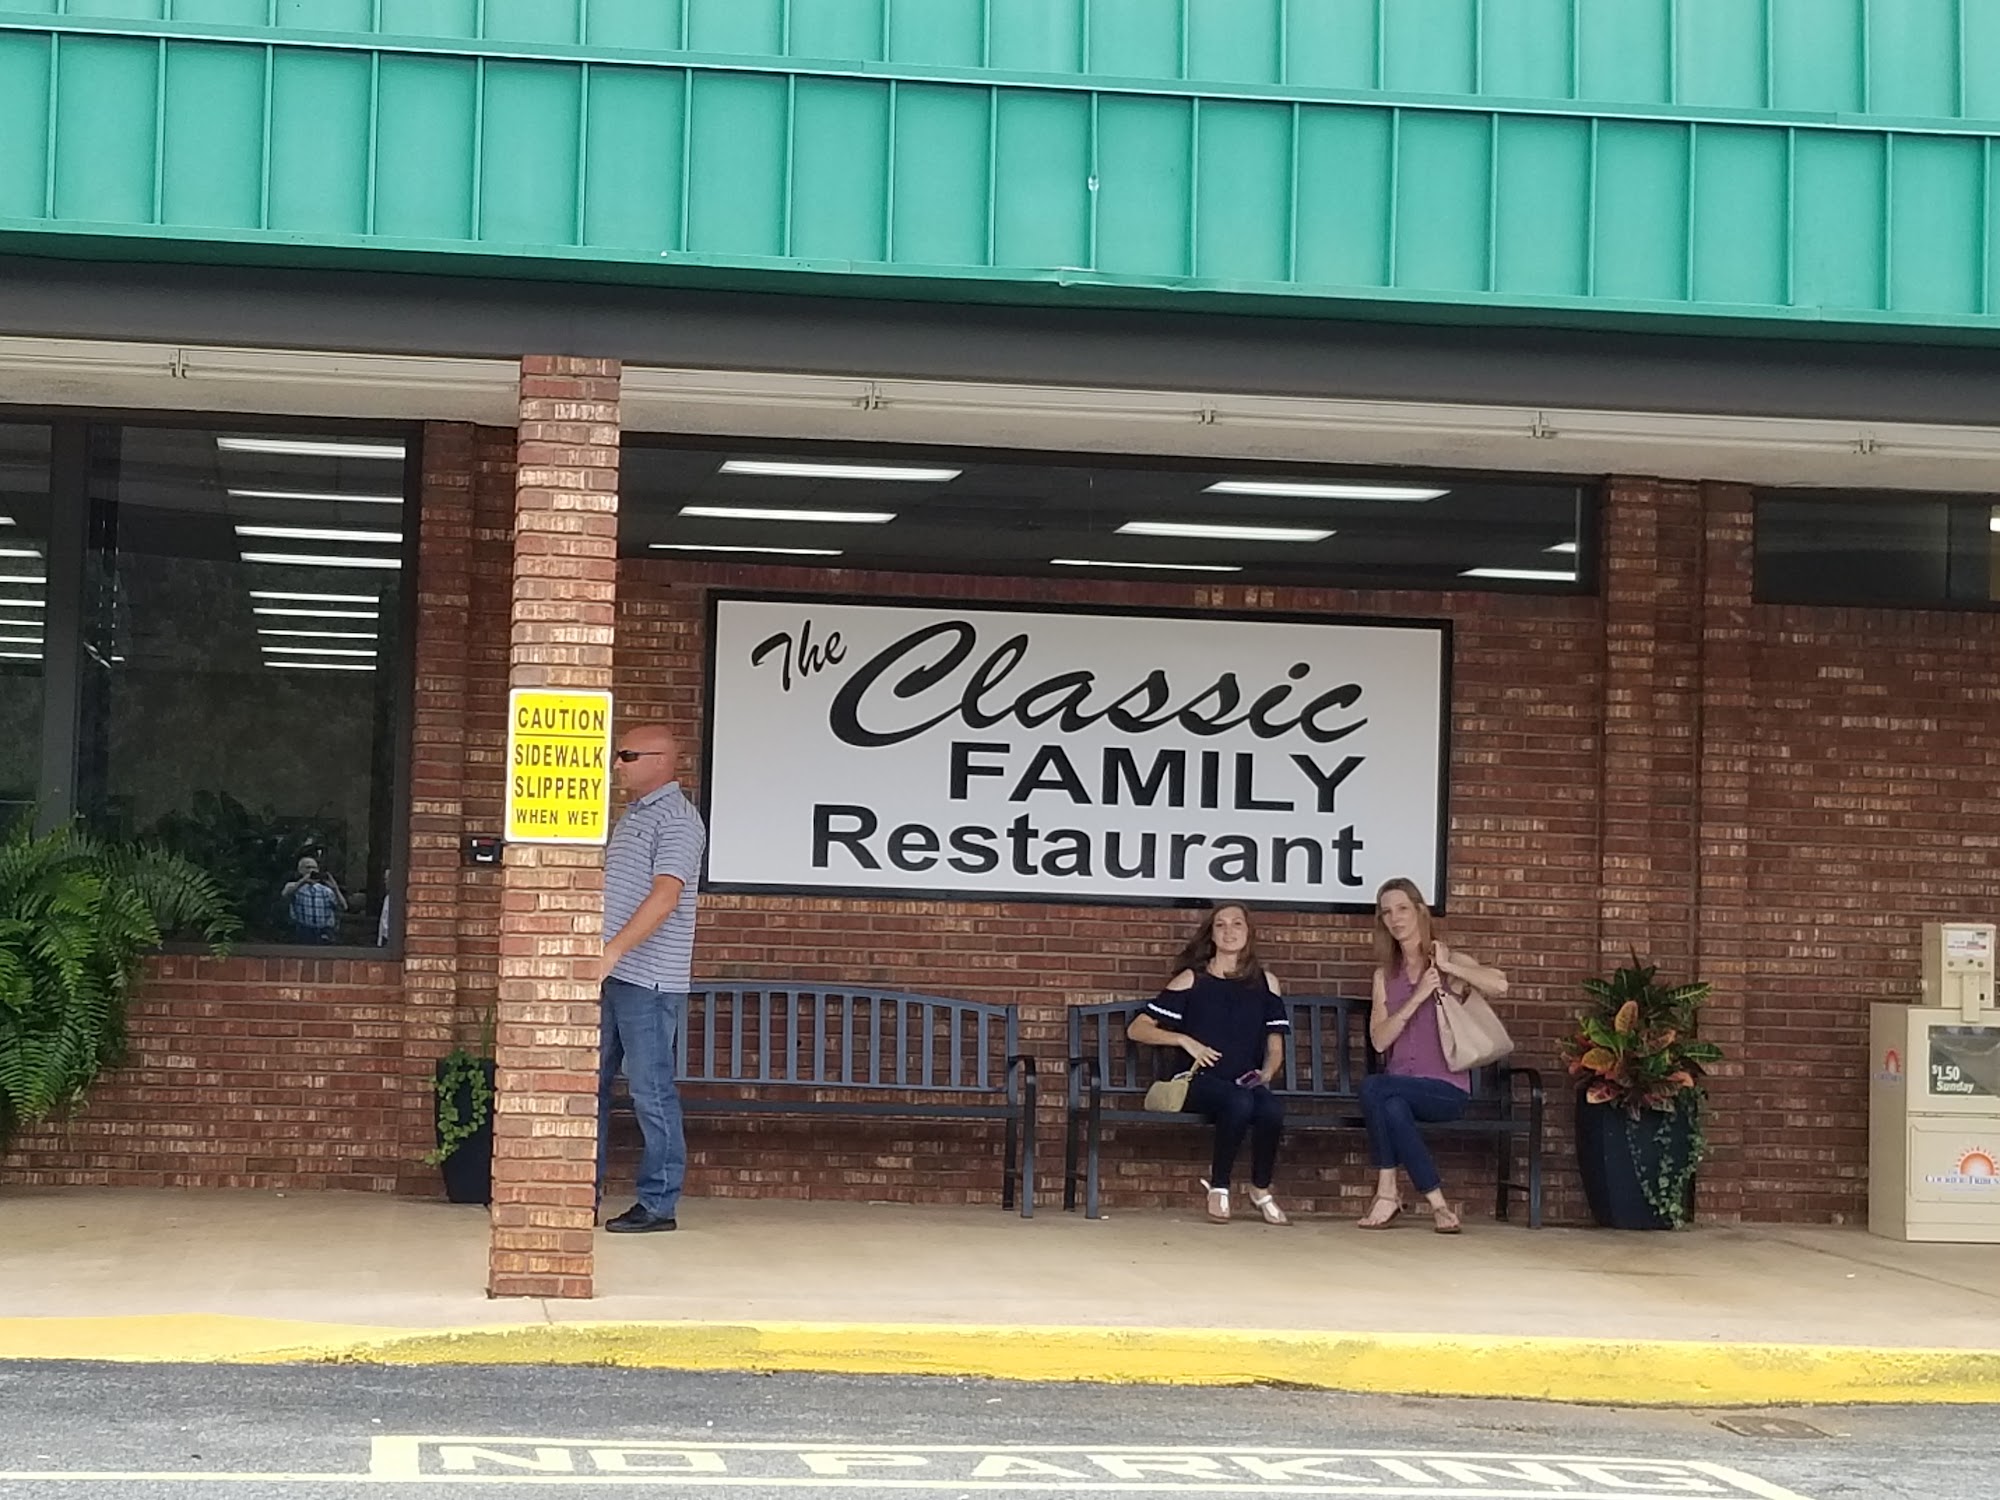 The Classic
FAMILY
Restaurant
CAUTION
SIDEWALK
SLIPPERY
WHEN WET
$1.50
Sunday
NO PARKING